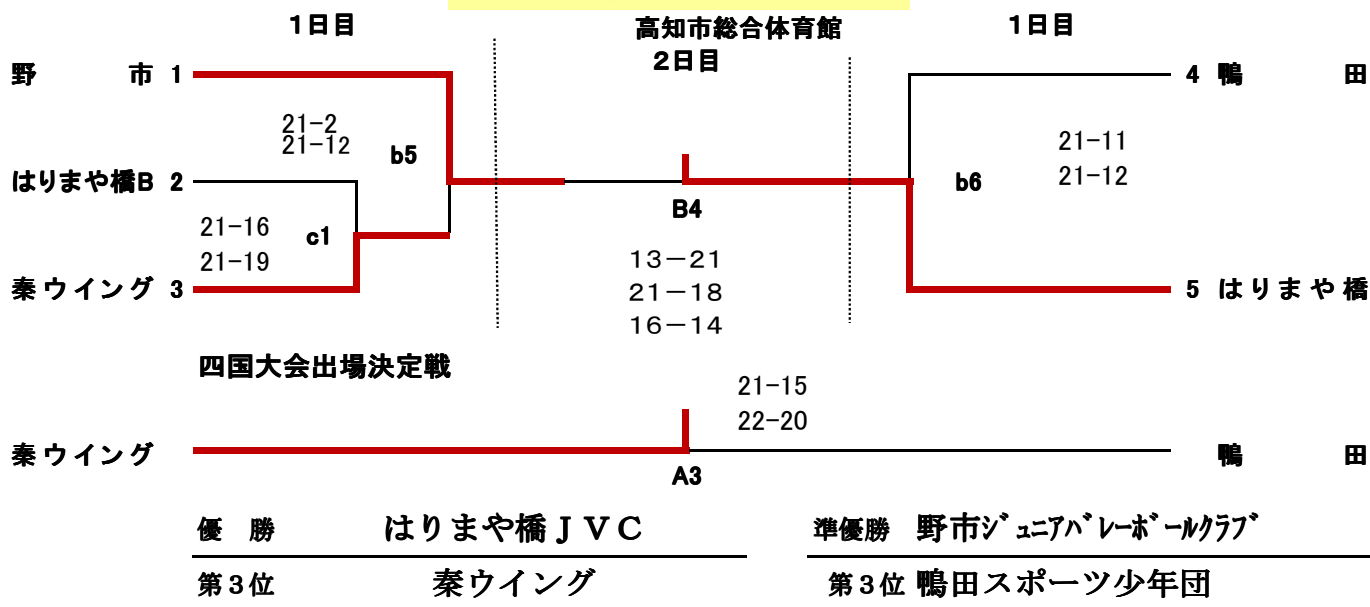 1日目 高知市総合体育館 1日目
2日目
野 市 1 4 鴨 田
21-2
21-12 b5
21-11
はりまや橋B 2 b6 21-12
B4
21-16 c1
21-19
13-21
秦ウイング 3 21-18 5 はりまや橋
16-14
四国大会出場決定戦
21-15
22-20
秦ウイング 鴨 田
A3
優 勝 はりまや橋JVC 準優勝 野市ジュニアバレーボールクラブ
第3位 秦ウイング 第3位 鴨田スポーツ少年団